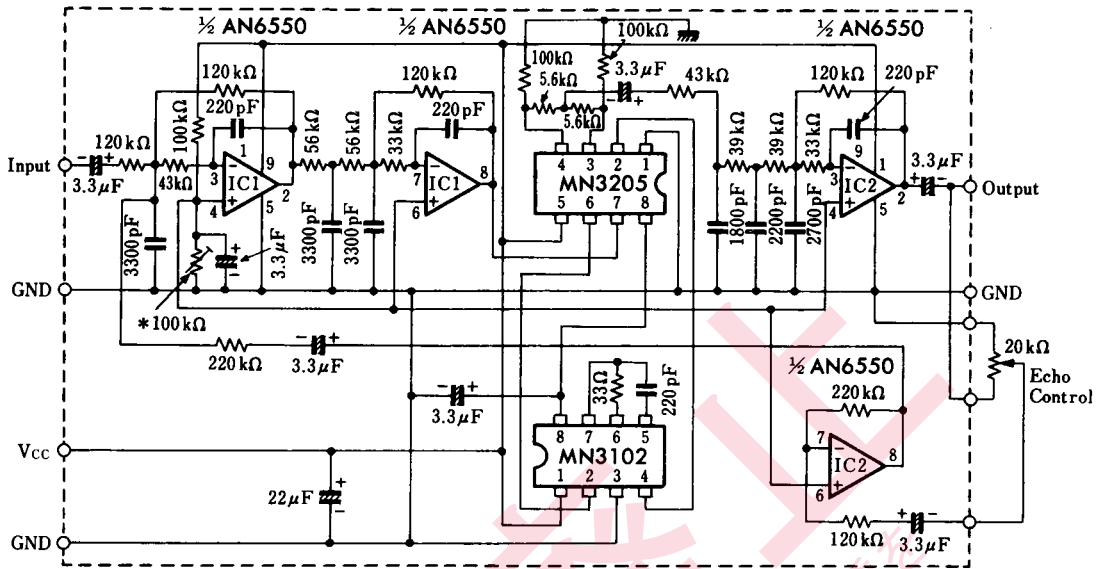 ½ AN6550
½ AN6550
½ AN6550
120kΩ
220pF
100kΩ
120kΩ
Input
- +
3.3µF
43kΩ
1
9
3
-
IC1
2
4
+
5
3300pF
+
-
3.3µF
*100kΩ
56kΩ
56kΩ
33kΩ
3300pF
3300pF
120kΩ
220pF
7
-
IC1
8
6
+
100kΩ
100kΩ
5.6kΩ
5.6kΩ
3.3µF
- +
43kΩ
4 3 2 1
MN3205
5 6 7 8
39kΩ
39kΩ
33kΩ
1800pF
2200pF
2700pF
120kΩ
220pF
9
1
3
-
IC2
2
4
+
5
3.3µF
+ -
Output
GND
GND
220kΩ
- +
3.3µF
½ AN6550
20kΩ
Echo
Control
- +
3.3µF
33Ω
220pF
8 7 6 5
MN3102
1 2 3 4
220kΩ
7
-
IC2
8
6
+
120kΩ
+ -
3.3µF
VCC
22µF
+
-
GND